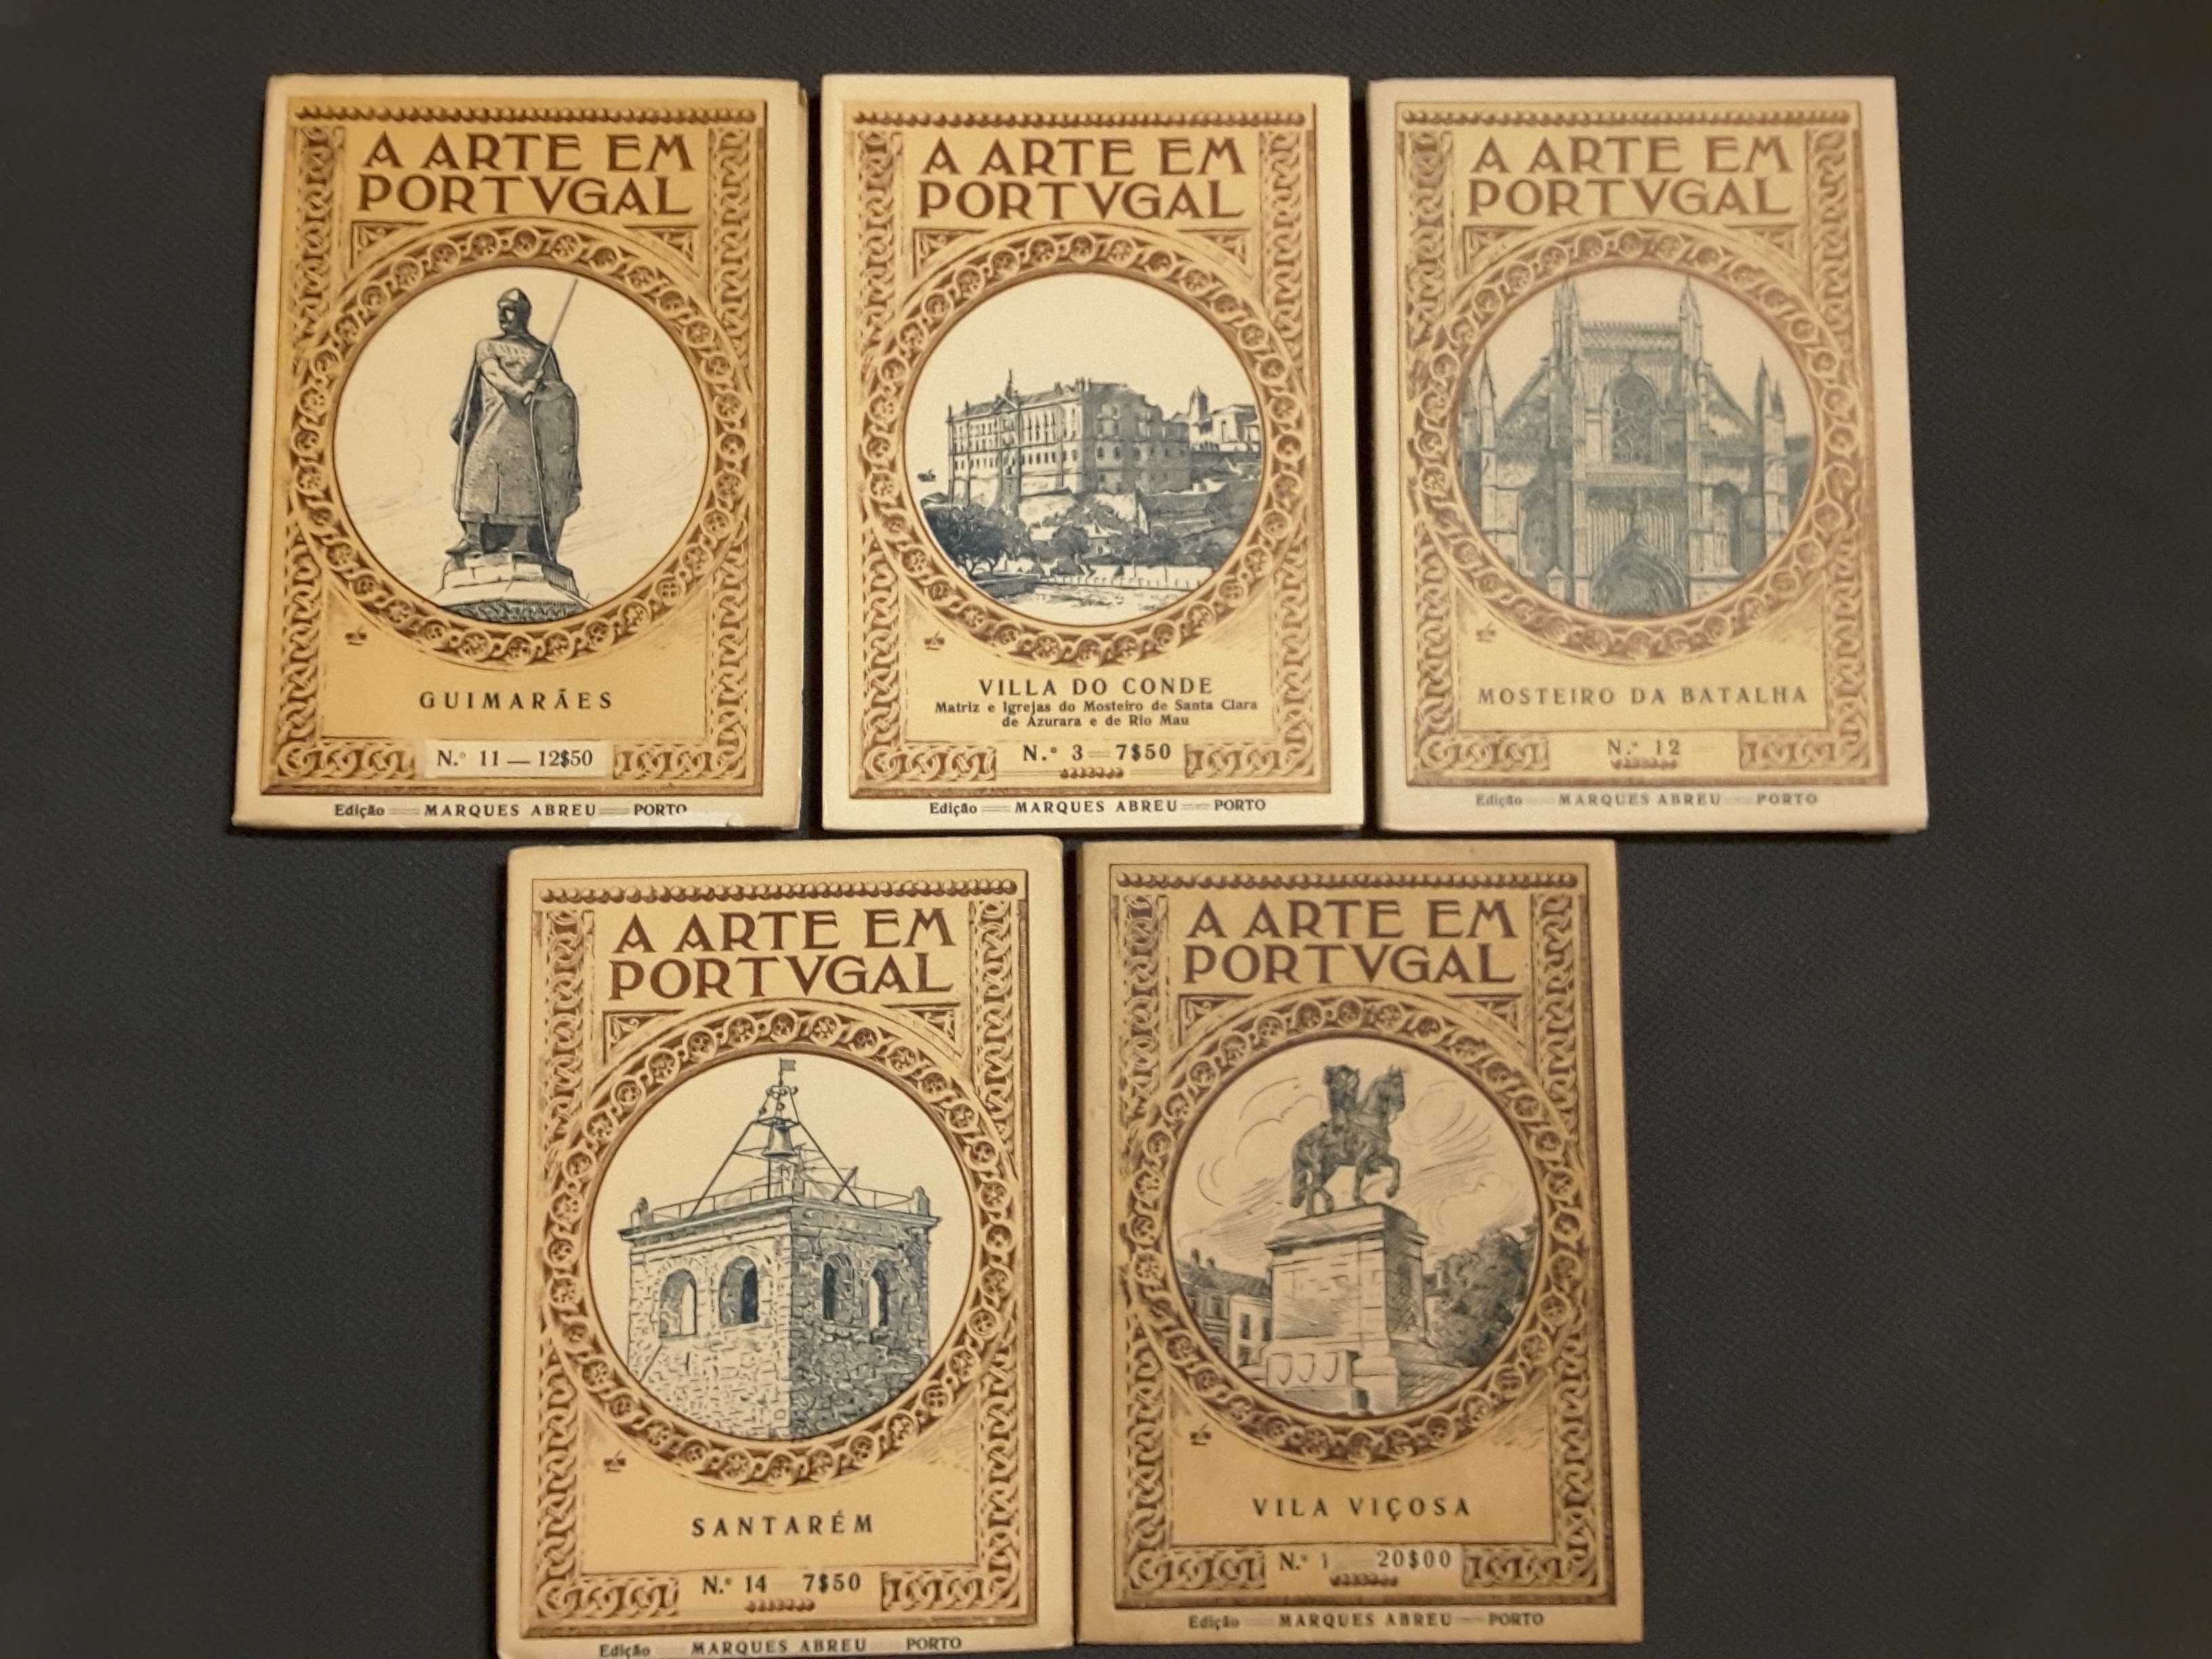 A ARTE EM
PORTVGAL
GUIMARÃES
N.º 11 — 12$50
Edição MARQUES ABREU PORTO
A ARTE EM
PORTVGAL
VILLA DO CONDE
Matriz e Igrejas do Mosteiro de Santa Clara
de Azurara e de Rio Mau
N.º 3 — 7$50
Edição MARQUES ABREU PORTO
A ARTE EM
PORTVGAL
MOSTEIRO DA BATALHA
N.º 12
Edição MARQUES ABREU PORTO
A ARTE EM
PORTVGAL
SANTARÉM
N.º 14 7$50
Edição MARQUES ABREU PORTO
A ARTE EM
PORTVGAL
VILA VIÇOSA
N.º 1 20$00
Edição MARQUES ABREU PORTO